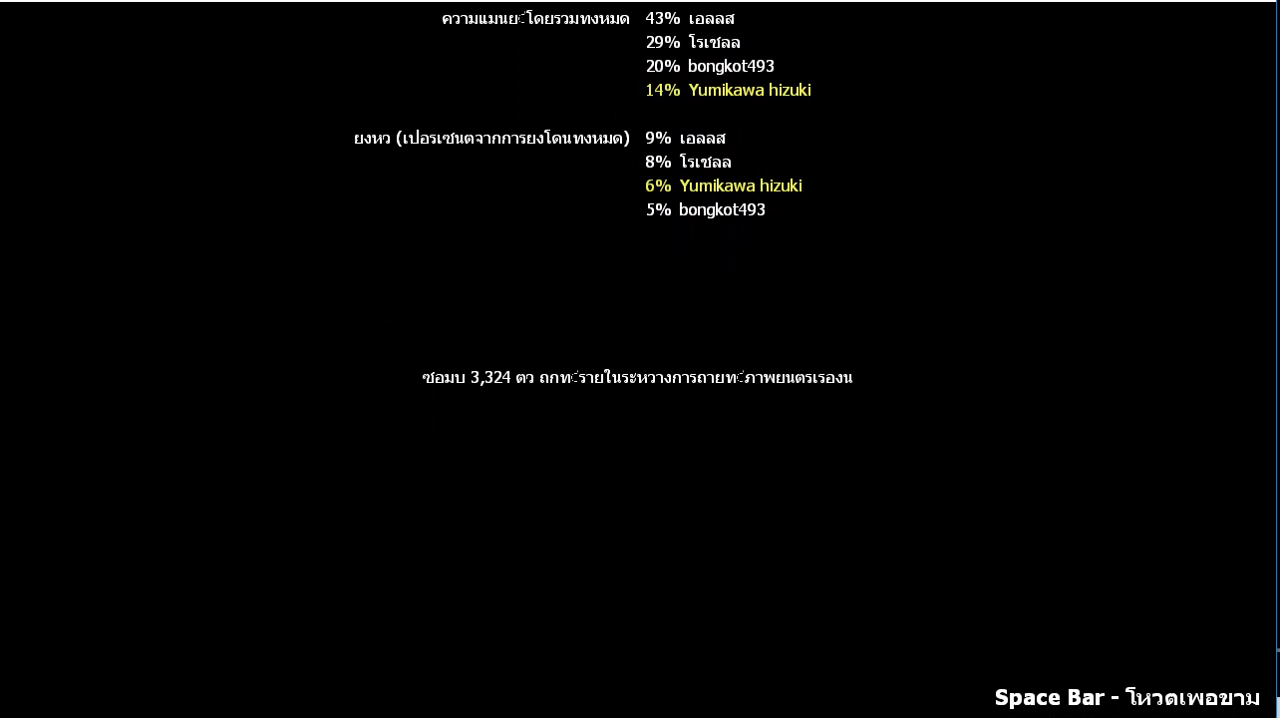 ความแมนยำโดยรวมทงหมด 43% เอลลส
29% โรเชลล
20% bongkot493
14% Yumikawa hizuki
ยงหว (เปอรเซนตจากการยงโดนทงหมด) 9% เอลลส
8% โรเชลล
6% Yumikawa hizuki
5% bongkot493
ซอมบ 3,324 ตว ถกทำรายในระหวางการถายทำภาพยนตรเรองน
Space Bar - โหวตเพอขาม